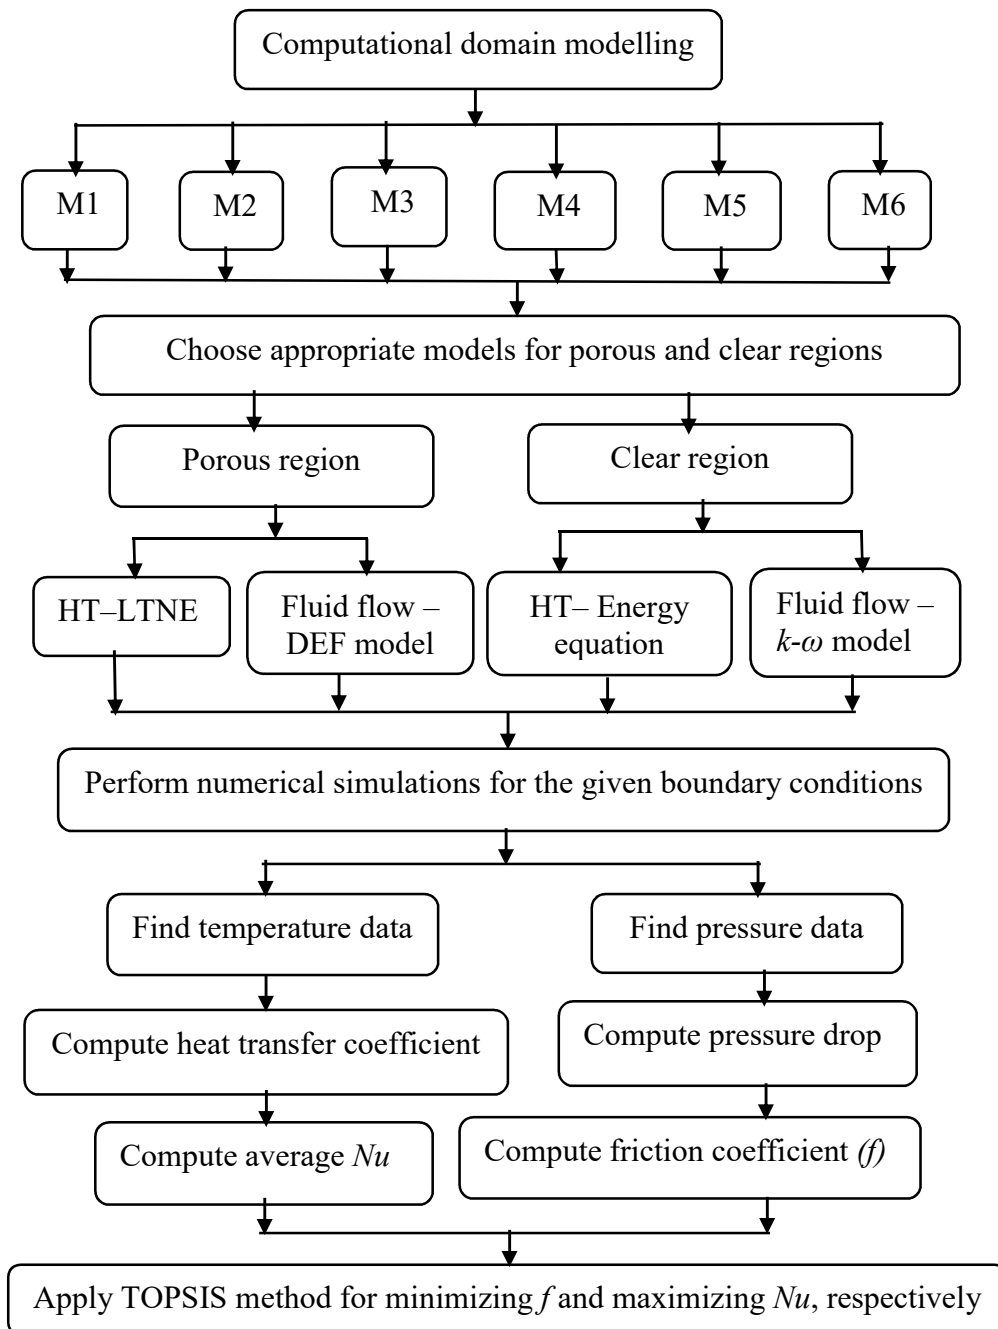 Computational domain modelling
M1
M2
M3
M4
M5
M6
Choose appropriate models for porous and clear regions
Porous region
Clear region
HT–LTNE
Fluid flow –
DEF model
HT– Energy
equation
Fluid flow –
k-ω model
Perform numerical simulations for the given boundary conditions
Find temperature data
Find pressure data
Compute heat transfer coefficient
Compute pressure drop
Compute average Nu
Compute friction coefficient (f)
Apply TOPSIS method for minimizing f and maximizing Nu, respectively